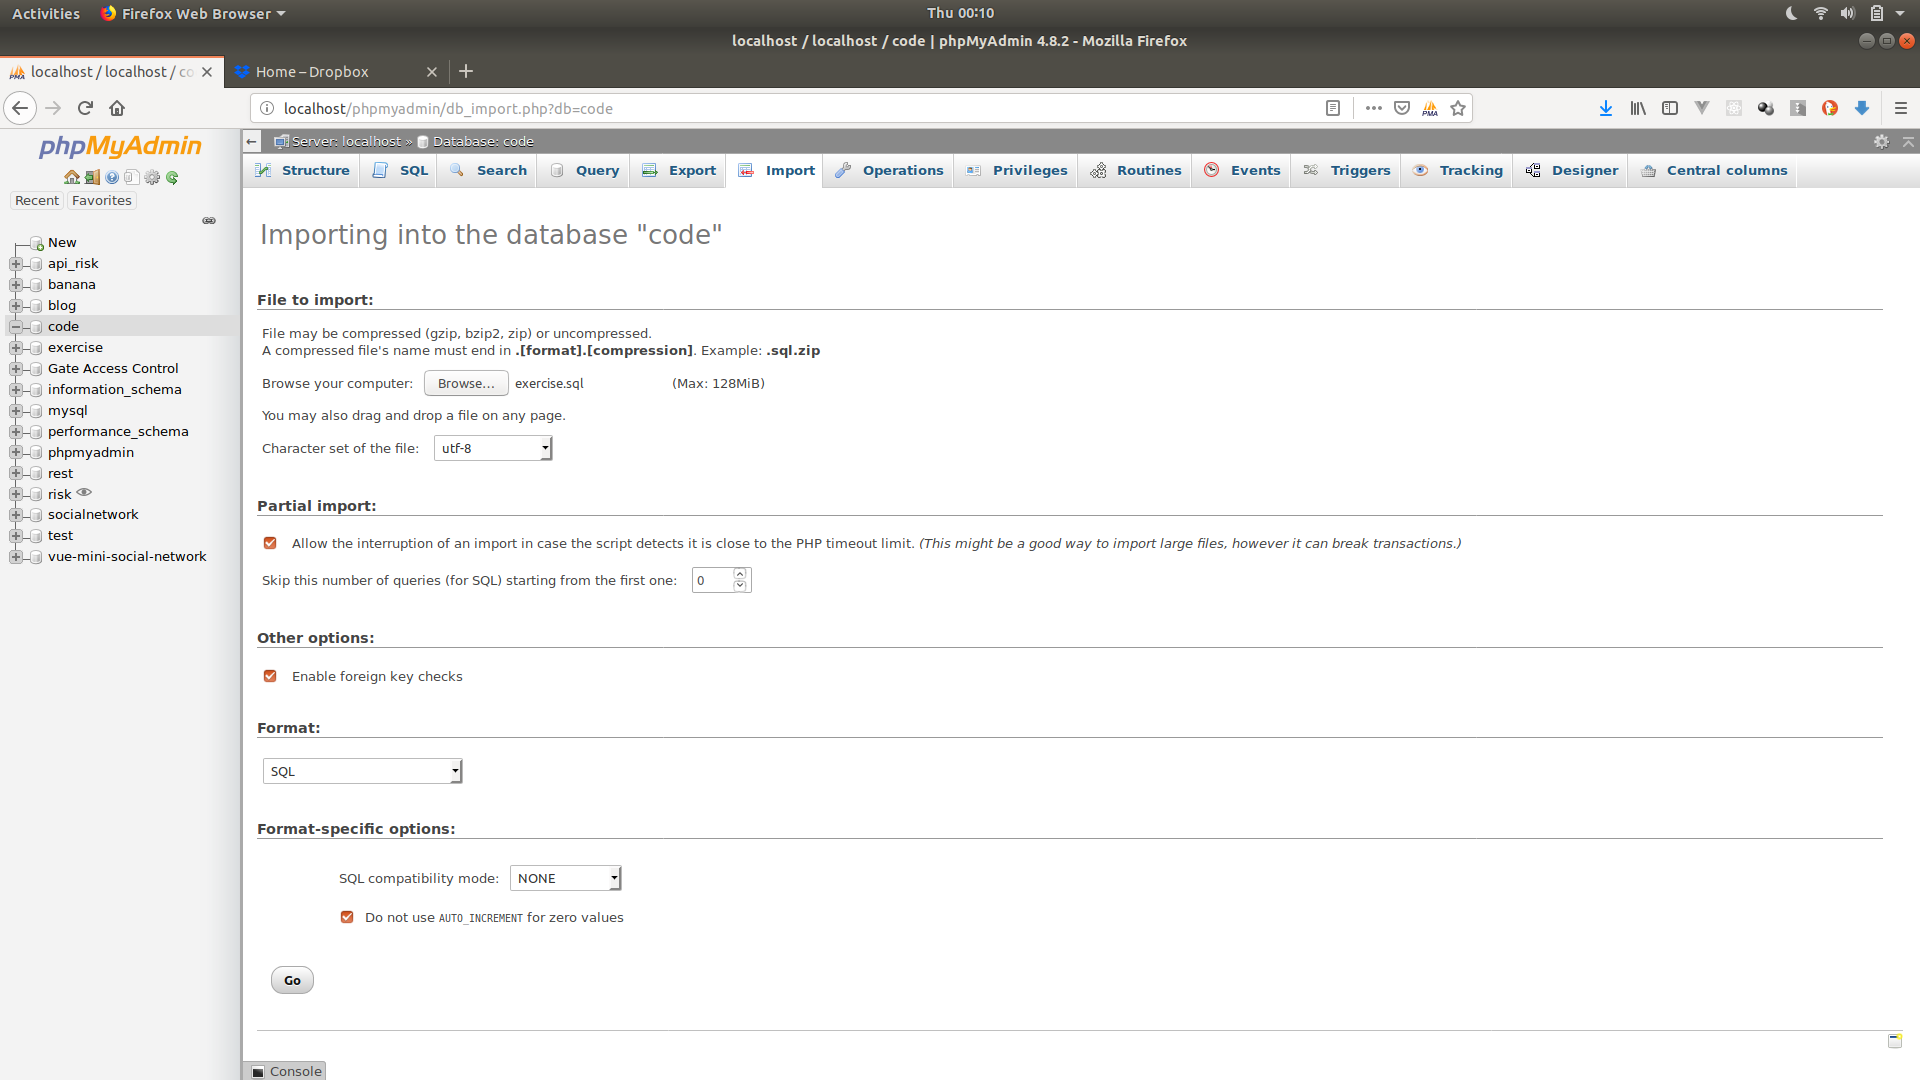 Activities Firefox Web Browser Thu 00:10
localhost / localhost / code | phpMyAdmin 4.8.2 - Mozilla Firefox
localhost / localhost / co Home – Dropbox
localhost/phpmyadmin/db_import.php?db=code
phpMyAdmin
Recent Favorites
New
api_risk
banana
blog
code
exercise
Gate Access Control
information_schema
mysql
performance_schema
phpmyadmin
rest
risk
socialnetwork
test
vue-mini-social-network
Server: localhost » Database: code
Structure SQL Search Query Export Import Operations Privileges Routines Events Triggers Tracking Designer Central columns
Importing into the database "code"
File to import:
File may be compressed (gzip, bzip2, zip) or uncompressed.
A compressed file's name must end in .[format].[compression]. Example: .sql.zip
Browse your computer: Browse... exercise.sql (Max: 128MiB)
You may also drag and drop a file on any page.
Character set of the file: utf-8
Partial import:
Allow the interruption of an import in case the script detects it is close to the PHP timeout limit. (This might be a good way to import large files, however it can break transactions.)
Skip this number of queries (for SQL) starting from the first one: 0
Other options:
Enable foreign key checks
Format:
SQL
Format-specific options:
SQL compatibility mode: NONE
Do not use AUTO_INCREMENT for zero values
Go
Console